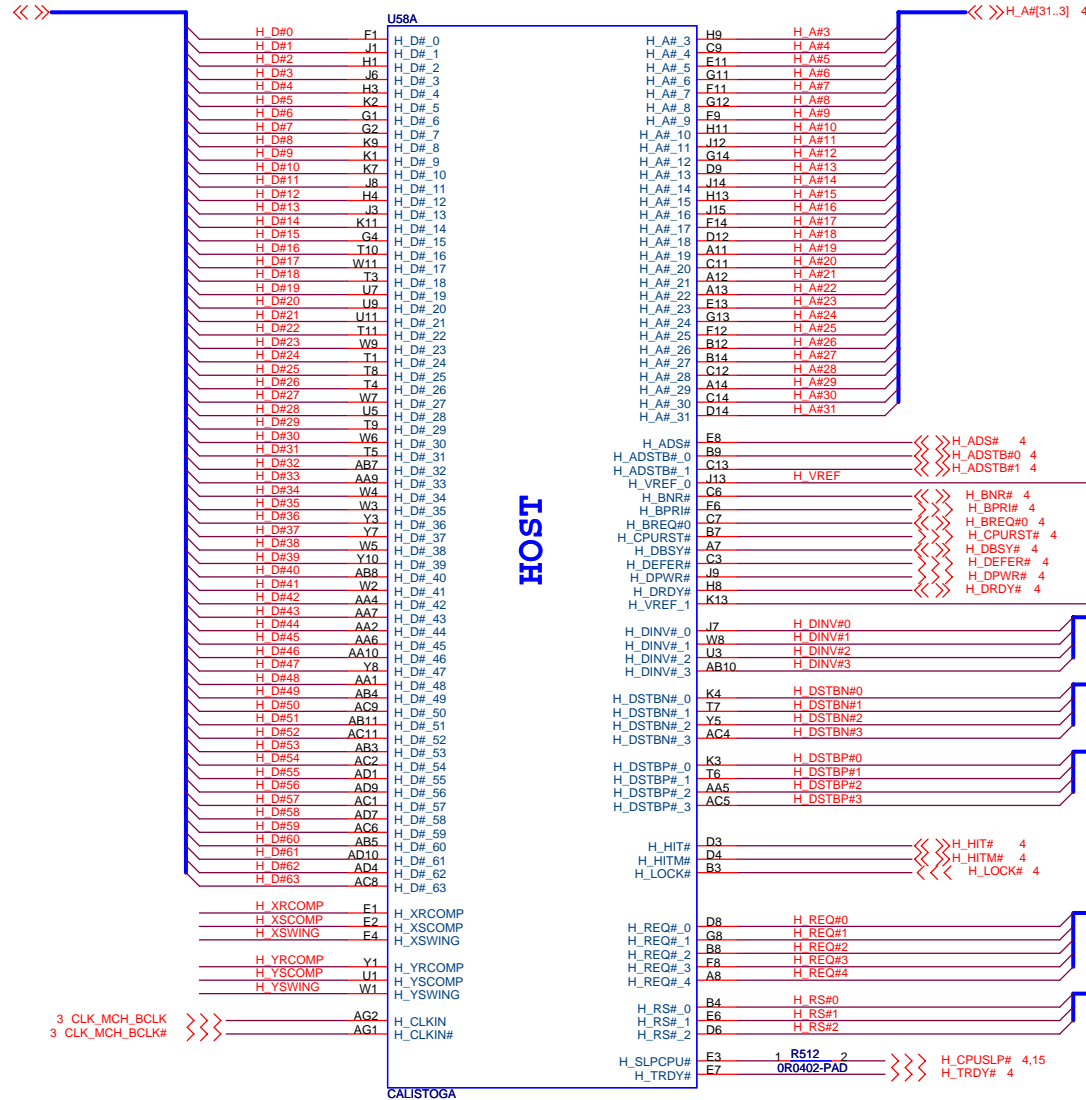 U58A
H_D#0 F1 H_D#_0
H_D#1 J1 H_D#_1
H_D#2 H1 H_D#_2
H_D#3 J6 H_D#_3
H_D#4 H3 H_D#_4
H_D#5 K2 H_D#_5
H_D#6 G1 H_D#_6
H_D#7 G2 H_D#_7
H_D#8 K9 H_D#_8
H_D#9 K1 H_D#_9
H_D#10 K7 H_D#_10
H_D#11 J8 H_D#_11
H_D#12 H4 H_D#_12
H_D#13 J3 H_D#_13
H_D#14 K11 H_D#_14
H_D#15 G4 H_D#_15
H_D#16 T10 H_D#_16
H_D#17 W11 H_D#_17
H_D#18 T3 H_D#_18
H_D#19 U7 H_D#_19
H_D#20 U9 H_D#_20
H_D#21 U11 H_D#_21
H_D#22 T11 H_D#_22
H_D#23 W9 H_D#_23
H_D#24 T1 H_D#_24
H_D#25 T8 H_D#_25
H_D#26 T4 H_D#_26
H_D#27 W7 H_D#_27
H_D#28 U5 H_D#_28
H_D#29 T9 H_D#_29
H_D#30 W6 H_D#_30
H_D#31 T5 H_D#_31
H_D#32 AB7 H_D#_32
H_D#33 AA9 H_D#_33
H_D#34 W4 H_D#_34
H_D#35 W3 H_D#_35
H_D#36 Y3 H_D#_36
H_D#37 Y7 H_D#_37
H_D#38 W5 H_D#_38
H_D#39 Y10 H_D#_39
H_D#40 AB8 H_D#_40
H_D#41 W2 H_D#_41
H_D#42 AA4 H_D#_42
H_D#43 AA7 H_D#_43
H_D#44 AA2 H_D#_44
H_D#45 AA6 H_D#_45
H_D#46 AA10 H_D#_46
H_D#47 Y8 H_D#_47
H_D#48 AA1 H_D#_48
H_D#49 AB4 H_D#_49
H_D#50 AC9 H_D#_50
H_D#51 AB11 H_D#_51
H_D#52 AC11 H_D#_52
H_D#53 AB3 H_D#_53
H_D#54 AC2 H_D#_54
H_D#55 AD1 H_D#_55
H_D#56 AD9 H_D#_56
H_D#57 AC1 H_D#_57
H_D#58 AD7 H_D#_58
H_D#59 AC6 H_D#_59
H_D#60 AB5 H_D#_60
H_D#61 AD10 H_D#_61
H_D#62 AD4 H_D#_62
H_D#63 AC8 H_D#_63
H_XRCOMP E1 H_XRCOMP
H_XSCOMP E2 H_XSCOMP
H_XSWING E4 H_XSWING
H_YRCOMP Y1 H_YRCOMP
H_YSCOMP U1 H_YSCOMP
H_YSWING W1 H_YSWING
3 CLK_MCH_BCLK AG2 H_CLKIN
3 CLK_MCH_BCLK# AG1 H_CLKIN#
HOST
H_A#[31..3] 4
H_A#_3 H9 H_A#3
H_A#_4 C9 H_A#4
H_A#_5 E11 H_A#5
H_A#_6 G11 H_A#6
H_A#_7 F11 H_A#7
H_A#_8 G12 H_A#8
H_A#_9 F9 H_A#9
H_A#_10 H11 H_A#10
H_A#_11 J12 H_A#11
H_A#_12 G14 H_A#12
H_A#_13 D9 H_A#13
H_A#_14 J14 H_A#14
H_A#_15 H13 H_A#15
H_A#_16 J15 H_A#16
H_A#_17 F14 H_A#17
H_A#_18 D12 H_A#18
H_A#_19 A11 H_A#19
H_A#_20 C11 H_A#20
H_A#_21 A12 H_A#21
H_A#_22 A13 H_A#22
H_A#_23 E13 H_A#23
H_A#_24 G13 H_A#24
H_A#_25 F12 H_A#25
H_A#_26 B12 H_A#26
H_A#_27 B14 H_A#27
H_A#_28 C12 H_A#28
H_A#_29 A14 H_A#29
H_A#_30 C14 H_A#30
H_A#_31 D14 H_A#31
H_ADS# E8 H_ADS# 4
H_ADSTB#_0 B9 H_ADSTB#0 4
H_ADSTB#_1 C13 H_ADSTB#1 4
H_VREF_0 J13 H_VREF
H_BNR# C6 H_BNR# 4
H_BPRI# F6 H_BPRI# 4
H_BREQ#0 C7 H_BREQ#0 4
H_CPURST# B7 H_CPURST# 4
H_DBSY# A7 H_DBSY# 4
H_DEFER# C3 H_DEFER# 4
H_DPWR# J9 H_DPWR# 4
H_DRDY# H8 H_DRDY# 4
H_VREF_1 K13
H_DINV#_0 J7 H_DINV#0
H_DINV#_1 W8 H_DINV#1
H_DINV#_2 U3 H_DINV#2
H_DINV#_3 AB10 H_DINV#3
H_DSTBN#_0 K4 H_DSTBN#0
H_DSTBN#_1 T7 H_DSTBN#1
H_DSTBN#_2 Y5 H_DSTBN#2
H_DSTBN#_3 AC4 H_DSTBN#3
H_DSTBP#_0 K3 H_DSTBP#0
H_DSTBP#_1 T6 H_DSTBP#1
H_DSTBP#_2 AA5 H_DSTBP#2
H_DSTBP#_3 AC5 H_DSTBP#3
H_HIT# D3 H_HIT# 4
H_HITM# D4 H_HITM# 4
H_LOCK# B3 H_LOCK# 4
H_REQ#_0 D8 H_REQ#0
H_REQ#_1 G8 H_REQ#1
H_REQ#_2 B8 H_REQ#2
H_REQ#_3 F8 H_REQ#3
H_REQ#_4 A8 H_REQ#4
H_RS#_0 B4 H_RS#0
H_RS#_1 E6 H_RS#1
H_RS#_2 D6 H_RS#2
H_SLPCPU# E3 1 R512 2 H_CPUSLP# 4,15
H_TRDY# E7 0R0402-PAD H_TRDY# 4
CALISTOGA